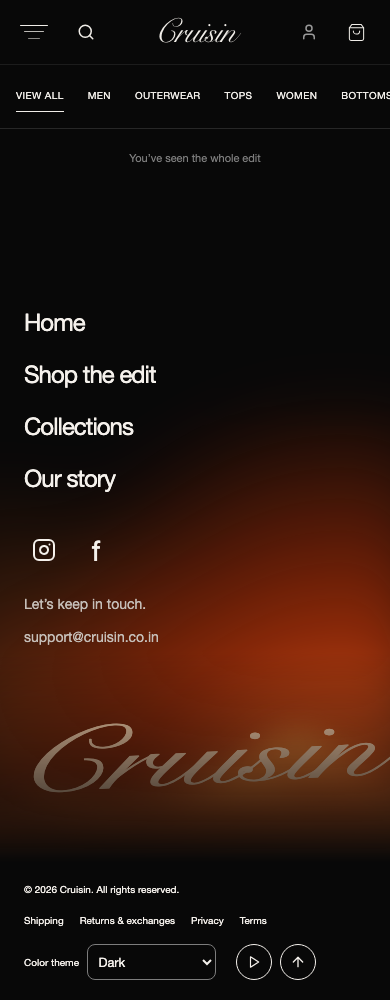 Cruisin
VIEW ALL MEN OUTERWEAR TOPS WOMEN BOTTOMS
You've seen the whole edit
Home
Shop the edit
Collections
Our story
f
Let's keep in touch.
support@cruisin.co.in
Cruisin
© 2026 Cruisin. All rights reserved.
Shipping Returns & exchanges Privacy Terms
Color theme Dark